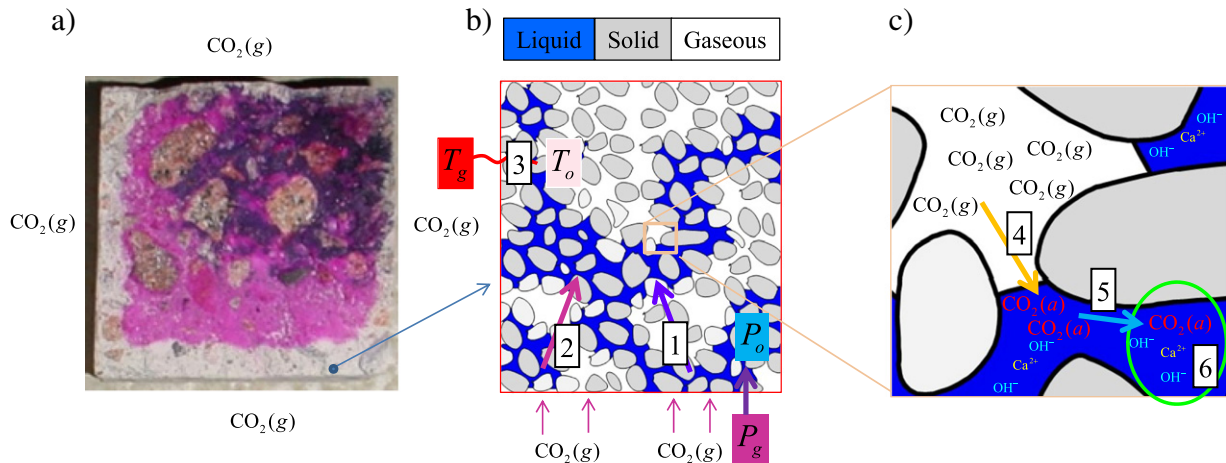 a)
CO₂(g)
CO₂(g)
CO₂(g)
CO₂(g)
b)
Liquid Solid Gaseous
T_g 3 T_o
2
1
P_o
CO₂(g) CO₂(g)
P_g
c)
CO₂(g)
CO₂(g)
CO₂(g)
CO₂(g)
CO₂(g)
OH⁻
Ca²⁺
OH⁻
4
5
CO₂(a)
CO₂(a)
OH⁻
Ca²⁺
OH⁻
CO₂(a)
OH⁻
Ca²⁺
OH⁻
6